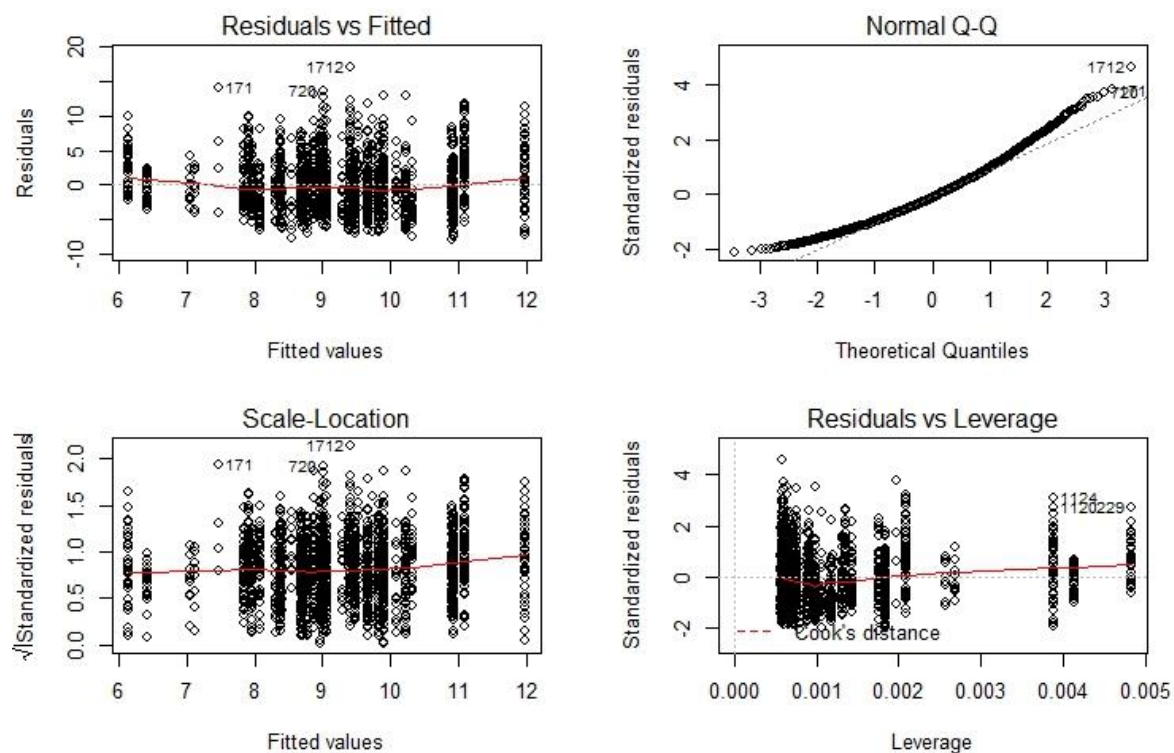 Residuals vs Fitted
Residuals
20
10
5
0
-10
1712
720
171
6 7 8 9 10 11 12
Fitted values
Normal Q-Q
Standardized residuals
4
2
0
-2
1712
-3 -2 -1 0 1 2 3
Theoretical Quantiles
Scale-Location
√|Standardized residuals|
2.0
1.5
1.0
0.5
0.0
1712
720
171
6 7 8 9 10 11 12
Fitted values
Residuals vs Leverage
Standardized residuals
4
2
0
-2
1124
1120229
Cook's distance
0.000 0.001 0.002 0.003 0.004 0.005
Leverage